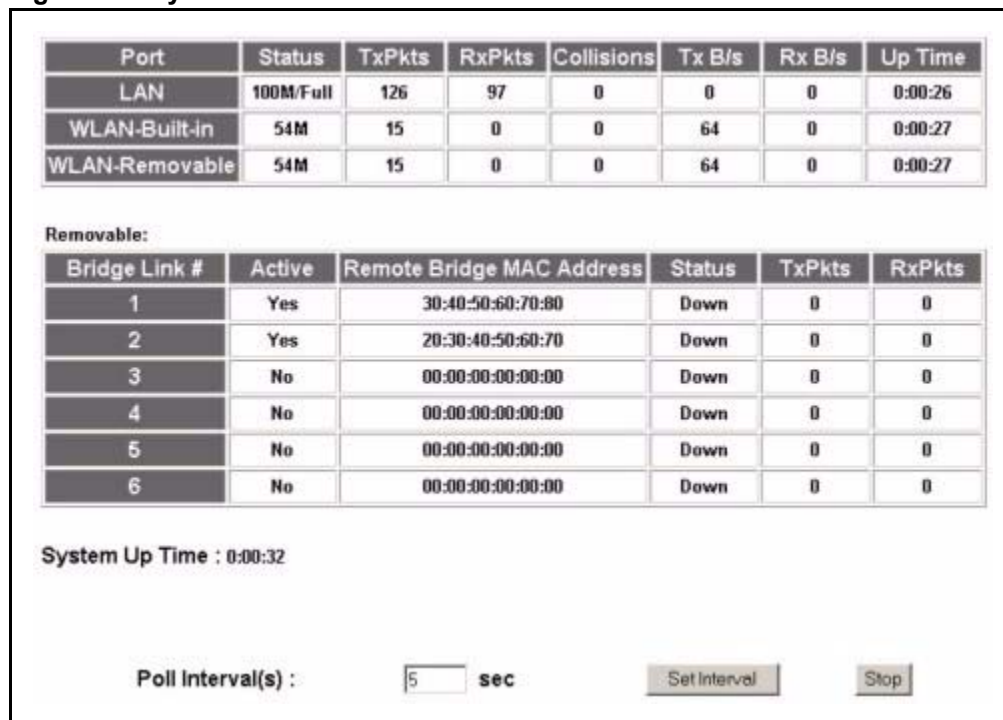 Port Status TxPkts RxPkts Collisions Tx B/s Rx B/s Up Time
LAN 100M/Full 126 97 0 0 0 0:00:26
WLAN-Built-in 54M 15 0 0 64 0 0:00:27
WLAN-Removable 54M 15 0 0 64 0 0:00:27
Removable:
Bridge Link # Active Remote Bridge MAC Address Status TxPkts RxPkts
1 Yes 30:40:50:60:70:80 Down 0 0
2 Yes 20:30:40:50:60:70 Down 0 0
3 No 00:00:00:00:00:00 Down 0 0
4 No 00:00:00:00:00:00 Down 0 0
5 No 00:00:00:00:00:00 Down 0 0
6 No 00:00:00:00:00:00 Down 0 0
System Up Time : 0:00:32
Poll Interval(s) : 5 sec Set Interval Stop